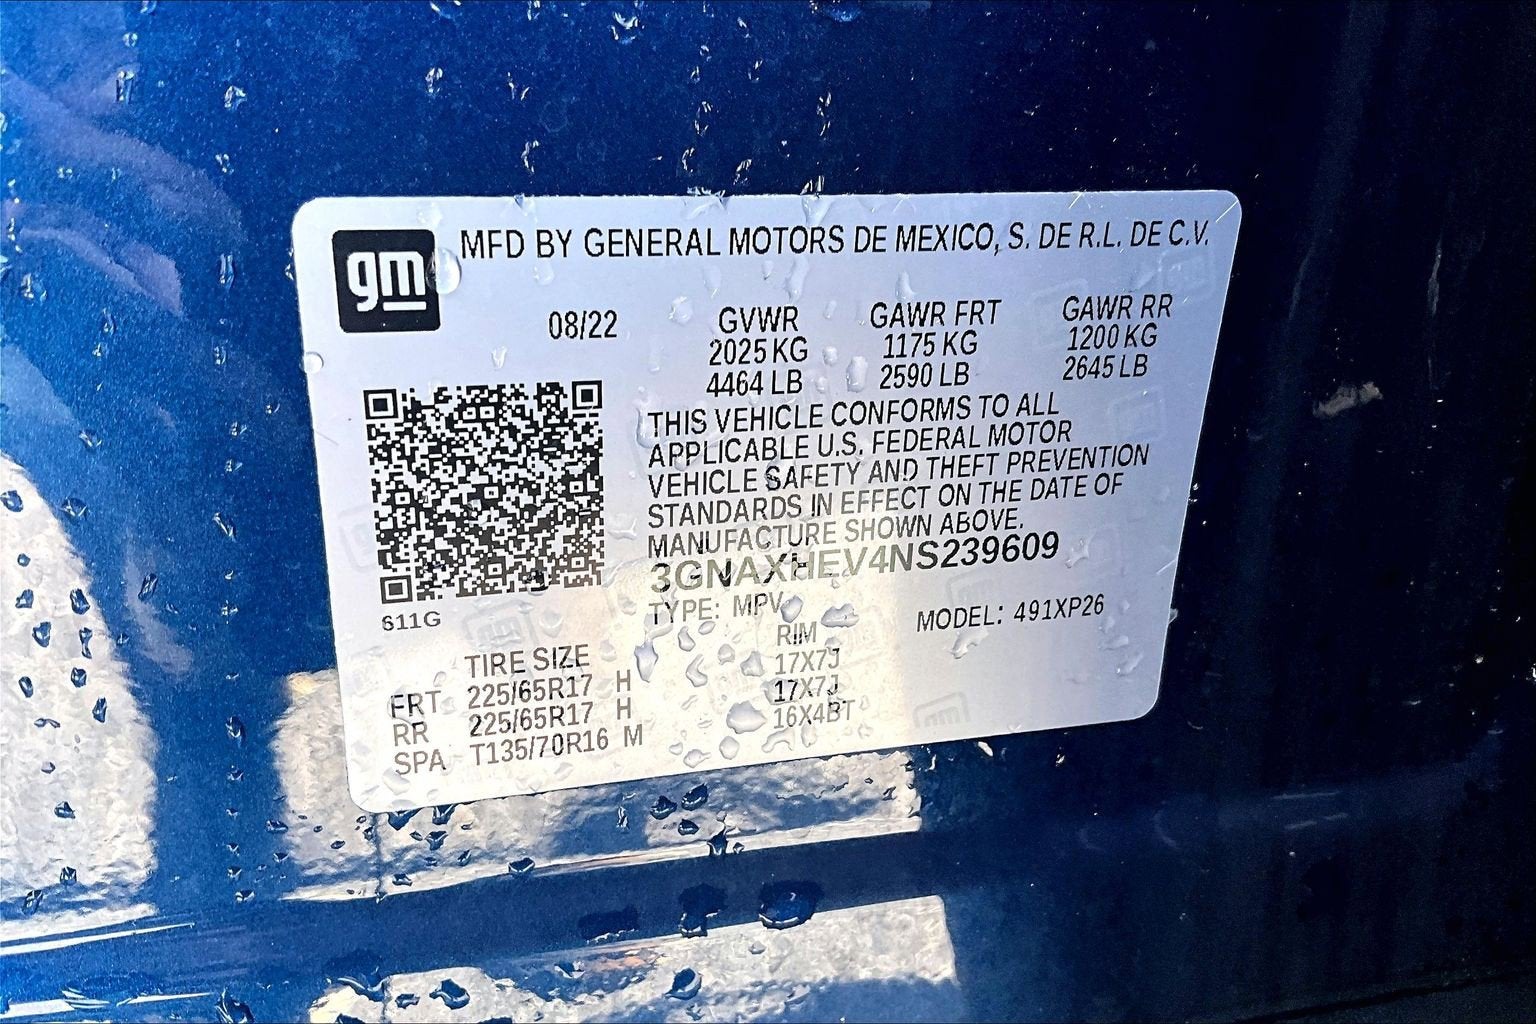 gm
MFD BY GENERAL MOTORS DE MEXICO, S. DE R.L. DE C.V.
08/22 GVWR GAWR FRT GAWR RR
2025 KG 1175 KG 1200 KG
4464 LB 2590 LB 2645 LB
THIS VEHICLE CONFORMS TO ALL
APPLICABLE U.S. FEDERAL MOTOR
VEHICLE SAFETY AND THEFT PREVENTION
STANDARDS IN EFFECT ON THE DATE OF
MANUFACTURE SHOWN ABOVE.
3GNAXHEV4NS239609
TYPE: MPV MODEL: 491XP26
611G
TIRE SIZE RIM
FRT 225/65R17 H 17X7J
RR 225/65R17 H 17X7J
SPA T135/70R16 M 16X4BT